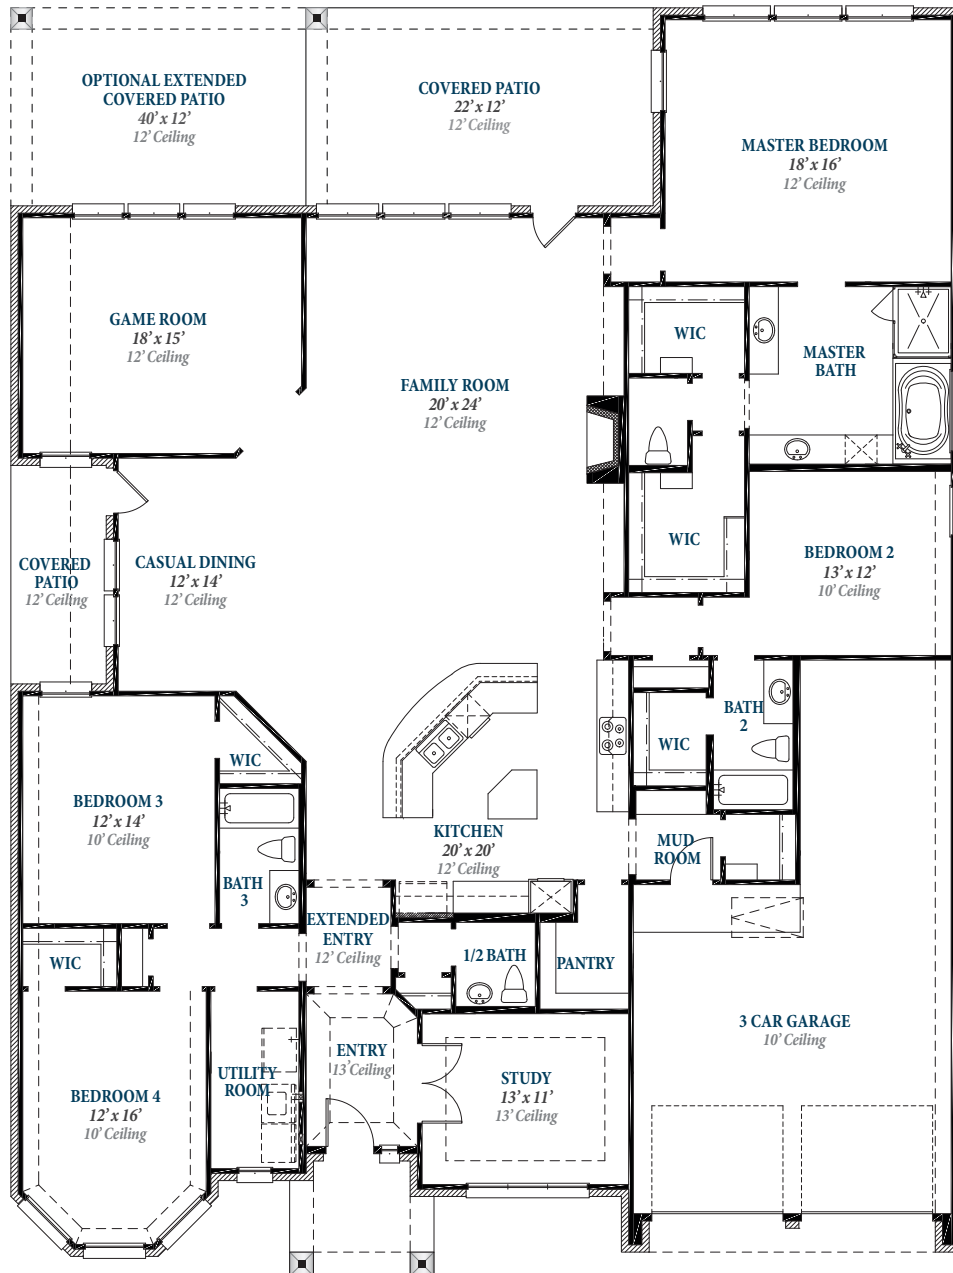 OPTIONAL EXTENDED
COVERED PATIO
40’ x 12’
12’ Ceiling
COVERED PATIO
22’ x 12’
12’ Ceiling
MASTER BEDROOM
18’ x 16’
12’ Ceiling
GAME ROOM
18’ x 15’
12’ Ceiling
FAMILY ROOM
20’ x 24’
12’ Ceiling
WIC
MASTER
BATH
WIC
COVERED
PATIO
12’ Ceiling
CASUAL DINING
12’ x 14’
12’ Ceiling
BEDROOM 2
13’ x 12’
10’ Ceiling
WIC
BATH
2
WIC
BEDROOM 3
12’ x 14’
10’ Ceiling
BATH
3
KITCHEN
20’ x 20’
12’ Ceiling
MUD
ROOM
EXTENDED
ENTRY
12’ Ceiling
WIC
1/2 BATH
PANTRY
ENTRY
13’ Ceiling
UTILITY
ROOM
BEDROOM 4
12’ x 16’
10’ Ceiling
STUDY
13’ x 11’
13’ Ceiling
3 CAR GARAGE
10’ Ceiling